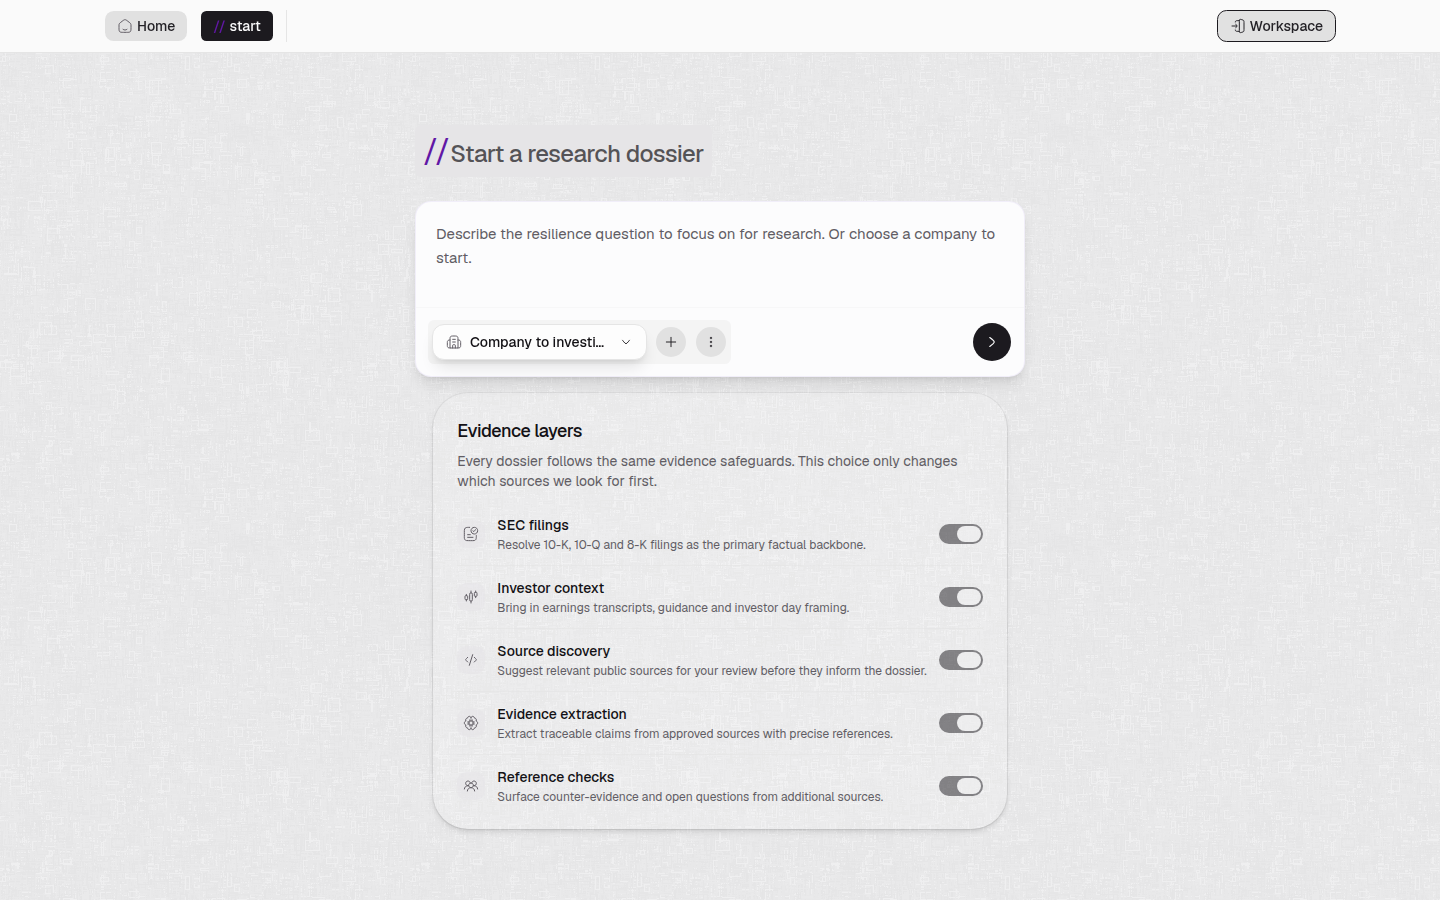 Home
// start
Workspace
//Start a research dossier
Describe the resilience question to focus on for research. Or choose a company to
start.
Company to investi...
Evidence layers
Every dossier follows the same evidence safeguards. This choice only changes
which sources we look for first.
SEC filings
Resolve 10-K, 10-Q and 8-K filings as the primary factual backbone.
Investor context
Bring in earnings transcripts, guidance and investor day framing.
Source discovery
Suggest relevant public sources for your review before they inform the dossier.
Evidence extraction
Extract traceable claims from approved sources with precise references.
Reference checks
Surface counter-evidence and open questions from additional sources.